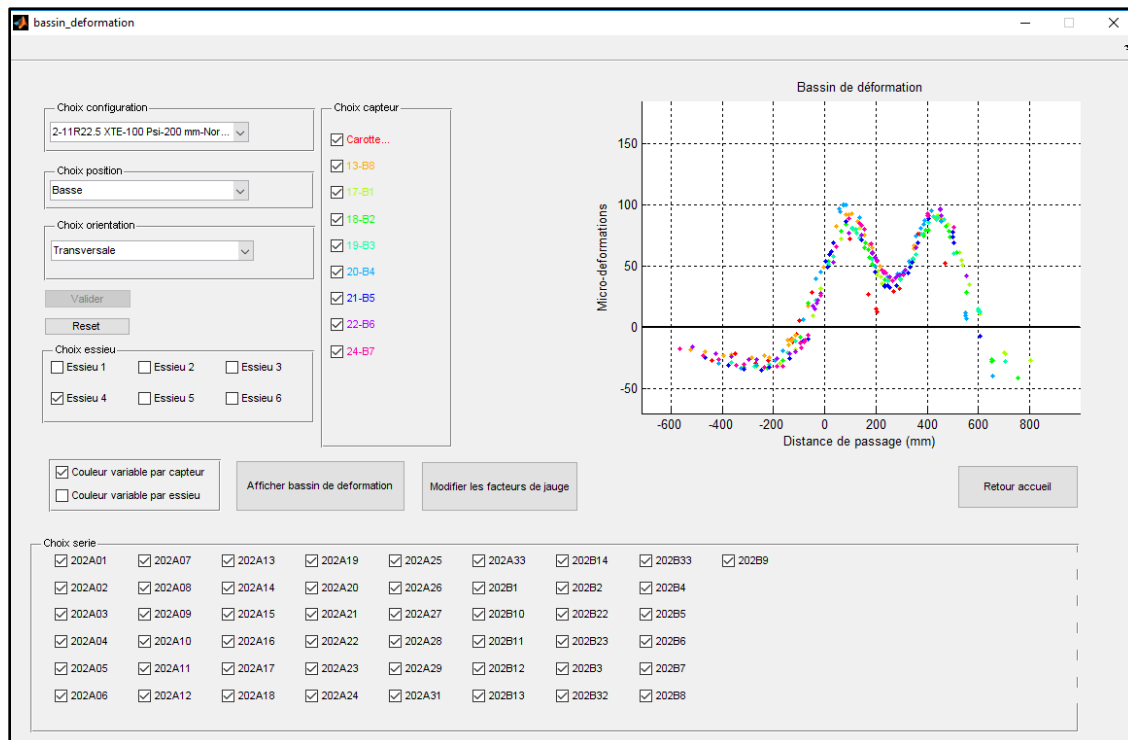 bassin_deformation
Choix configuration
2-11R22.5 XTE-100 Psi-200 mm-Nor...
Choix position
Basse
Choix orientation
Transversale
Valider
Reset
Choix essieu
Essieu 1 Essieu 2 Essieu 3
Essieu 4 Essieu 5 Essieu 6
Choix capteur
Carotte...
13-B8
17-B1
18-B2
19-B3
20-B4
21-B5
22-B6
24-B7
Bassin de déformation
Micro-deformations
150
100
50
0
-50
-600 -400 -200 0 200 400 600 800
Distance de passage (mm)
Couleur variable par capteur
Couleur variable par essieu
Afficher bassin de deformation
Modifier les facteurs de jauge
Retour accueil
Choix serie
202A01 202A07 202A13 202A19 202A25 202A33 202B14 202B33 202B9
202A02 202A08 202A14 202A20 202A26 202B1 202B2 202B4
202A03 202A09 202A15 202A21 202A27 202B10 202B22 202B5
202A04 202A10 202A16 202A22 202A28 202B11 202B23 202B6
202A05 202A11 202A17 202A23 202A29 202B12 202B3 202B7
202A06 202A12 202A18 202A24 202A31 202B13 202B32 202B8